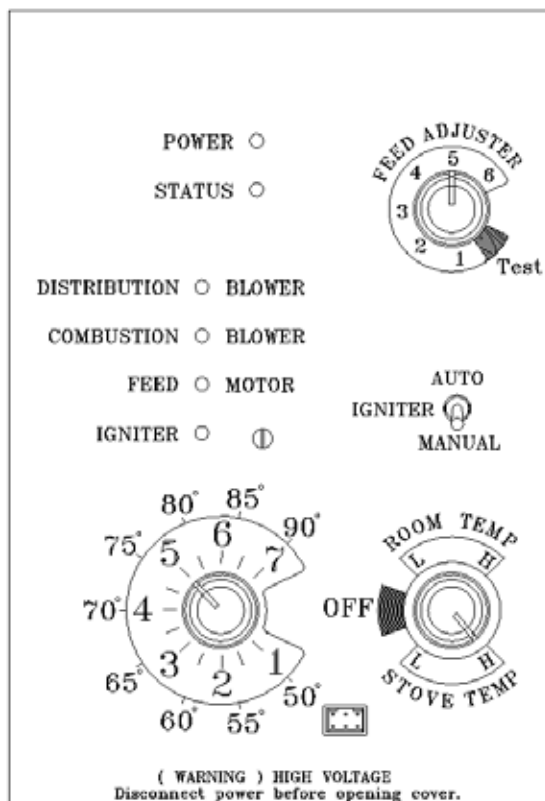 POWER
STATUS
FEED ADJUSTER
1 2 3 4 5 6
Test
DISTRIBUTION BLOWER
COMBUSTION BLOWER
FEED MOTOR
IGNITER
AUTO
IGNITER
MANUAL
50° 55° 60° 65° 70° 75° 80° 85° 90°
1 2 3 4 5 6 7
ROOM TEMP
L H
OFF
L H
STOVE TEMP
( WARNING ) HIGH VOLTAGE
Disconnect power before opening cover.